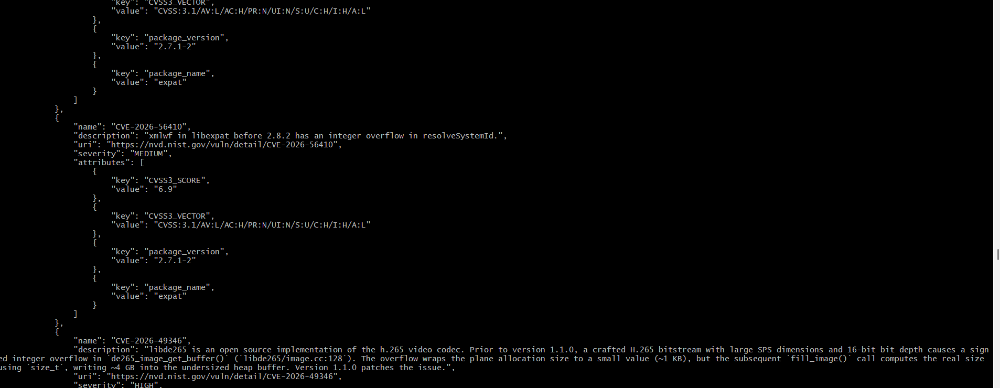 "key": "CVSS3_VECTOR",
"value": "CVSS:3.1/AV:L/AC:H/PR:N/UI:N/S:U/C:H/I:H/A:L"
},
{
"key": "package_version",
"value": "2.7.1-2"
},
{
"key": "package_name",
"value": "expat"
}
]
},
{
"name": "CVE-2026-56410",
"description": "xmlwf in libexpat before 2.8.2 has an integer overflow in resolveSystemId.",
"uri": "https://nvd.nist.gov/vuln/detail/CVE-2026-56410",
"severity": "MEDIUM",
"attributes": [
{
"key": "CVSS3_SCORE",
"value": "6.9"
},
{
"key": "CVSS3_VECTOR",
"value": "CVSS:3.1/AV:L/AC:H/PR:N/UI:N/S:U/C:H/I:H/A:L"
},
{
"key": "package_version",
"value": "2.7.1-2"
},
{
"key": "package_name",
"value": "expat"
}
]
},
{
"name": "CVE-2026-49346",
"description": "libde265 is an open source implementation of the h.265 video codec. Prior to version 1.1.0, a crafted H.265 bitstream with large SPS dimensions and 16-bit bit depth causes a sign
ed integer overflow in `de265_image_get_buffer()` (`libde265/image.cc:128`). The overflow wraps the plane allocation size to a small value (~1 KB), but the subsequent `fill_image()` call computes the real size
using `size_t`, writing ~4 GB into the undersized heap buffer. Version 1.1.0 patches the issue.",
"uri": "https://nvd.nist.gov/vuln/detail/CVE-2026-49346",
"severity": "HIGH",